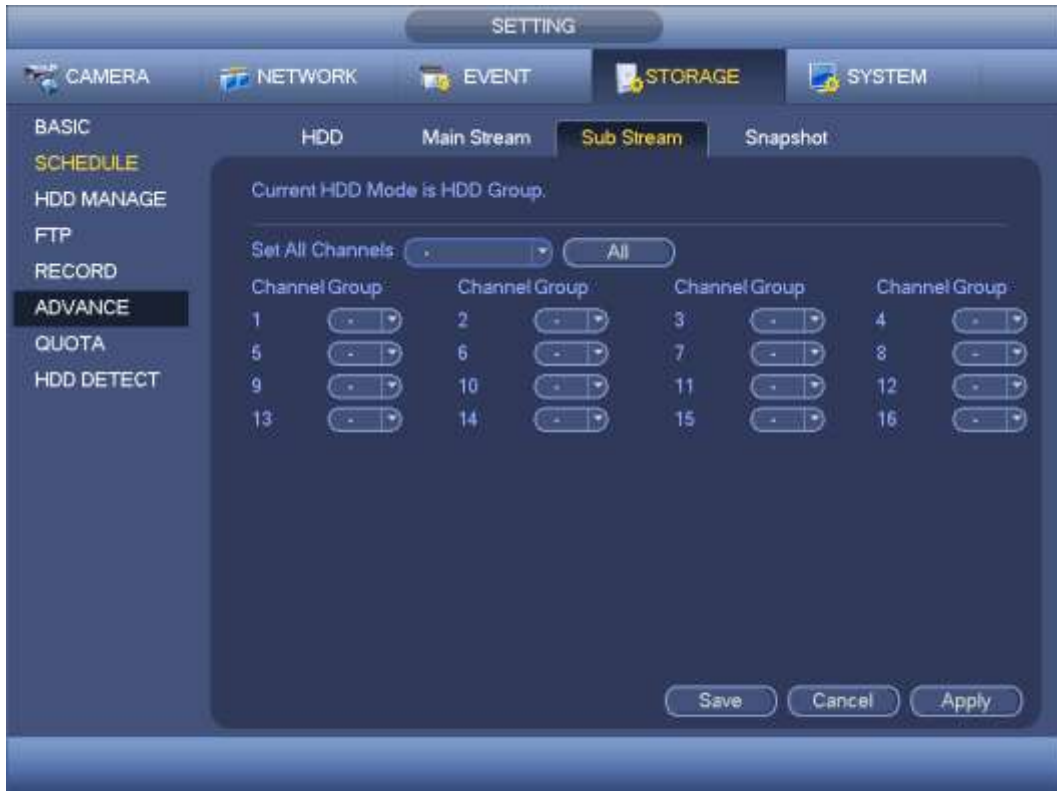 SETTING
CAMERA NETWORK EVENT STORAGE SYSTEM
BASIC
SCHEDULE
HDD MANAGE
FTP
RECORD
ADVANCE
QUOTA
HDD DETECT
HDD Main Stream Sub Stream Snapshot
Current HDD Mode is HDD Group.
Set All Channels - All
Channel Group Channel Group Channel Group Channel Group
1 - 2 - 3 - 4 -
5 - 6 - 7 - 8 -
9 - 10 - 11 - 12 -
13 - 14 - 15 - 16 -
Save Cancel Apply